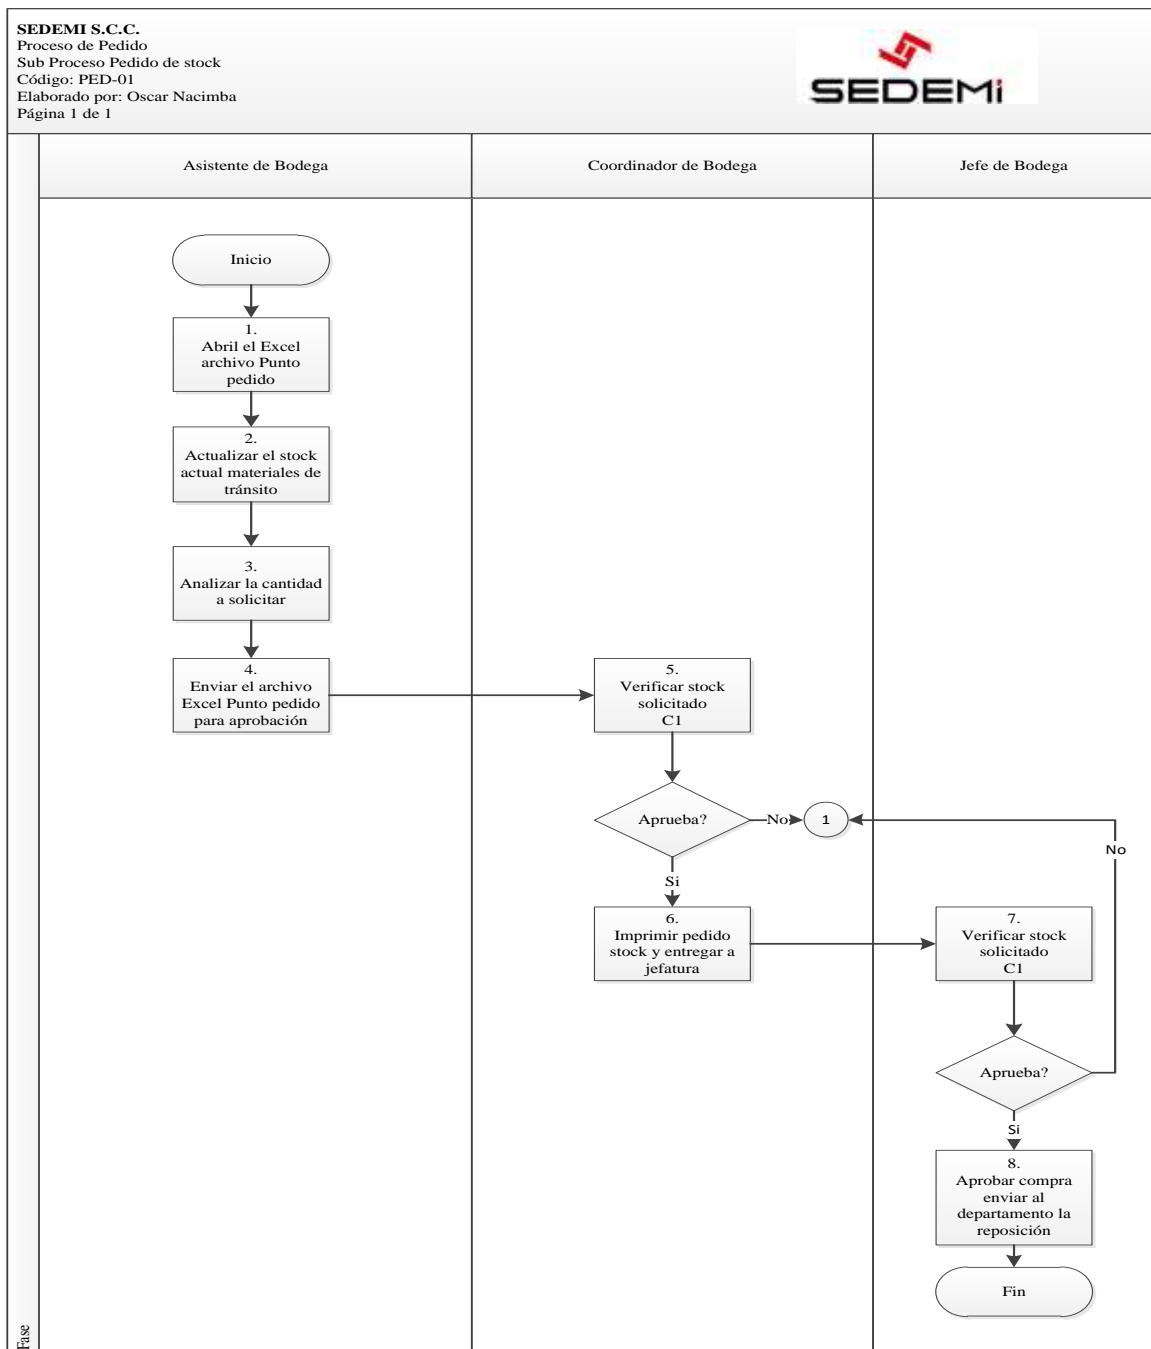 SEDEMI S.C.C.
Proceso de Pedido
Sub Proceso Pedido de stock
Código: PED-01
Elaborado por: Oscar Nacimba
Página 1 de 1
SEDEMi
Asistente de Bodega
Coordinador de Bodega
Jefe de Bodega
Inicio
1.
Abril el Excel
archivo Punto
pedido
2.
Actualizar el stock
actual materiales de
tránsito
3.
Analizar la cantidad
a solicitar
4.
Enviar el archivo
Excel Punto pedido
para aprobación
5.
Verificar stock
solicitado
C1
Aprueba?
No
1
Si
6.
Imprimir pedido
stock y entregar a
jefatura
7.
Verificar stock
solicitado
C1
Aprueba?
No
Si
8.
Aprobar compra
enviar al
departamento la
reposición
Fin
Fase